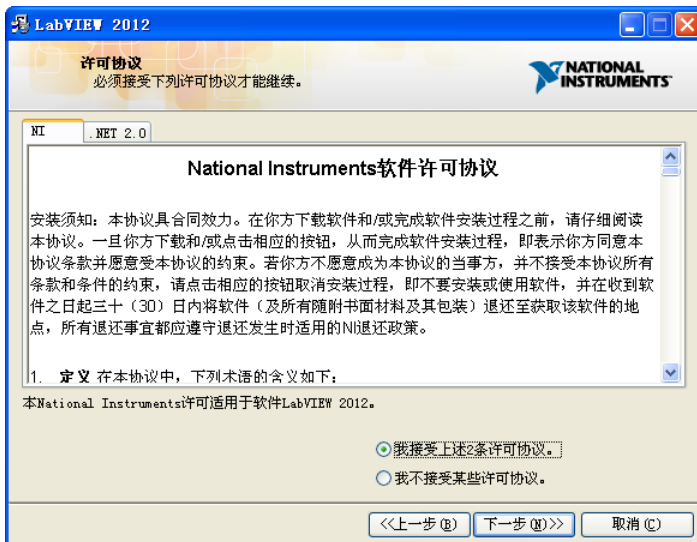 LabVIEW 2012
许可协议
必须接受下列许可协议才能继续。
NATIONAL
INSTRUMENTS™
NI
.NET 2.0
National Instruments软件许可协议
安装须知：本协议具合同效力。在你方下载软件和/或完成软件安装过程之前，请仔细阅读
本协议。一旦你方下载和/或点击相应的按钮，从而完成软件安装过程，即表示你方同意本
协议条款并愿意受本协议的约束。若你方不愿意成为本协议的当事方，并不接受本协议所有
条款和条件的约束，请点击相应的按钮取消安装过程，即不要安装或使用软件，并在收到软
件之日起三十（30）日内将软件（及所有随附书面材料及其包装）退还至获取该软件的地
点，所有退还事宜都应遵守退还发生时适用的NI退还政策。
1. 定义 在本协议中，下列术语的含义如下：
本National Instruments许可适用于软件LabVIEW 2012。
我接受上述2条许可协议。
我不接受某些许可协议。
<<上一步(B)
下一步(N)>>
取消(C)